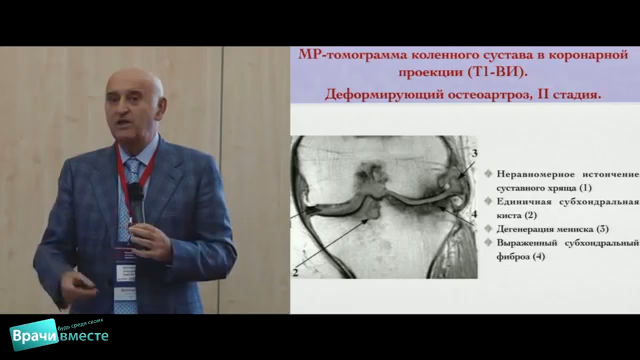 МР-томограмма коленного сустава в коронарной
проекции (Т1-ВИ).
Деформирующий остеоартроз, II стадия.
3
Неравномерное истончение
суставного хряща (1)
Единичная субхондральная
киста (2)
Дегенерация мениска (3)
Выраженный субхондральный
фиброз (4)
1
4
2
будь среди своих
Врачи вместе